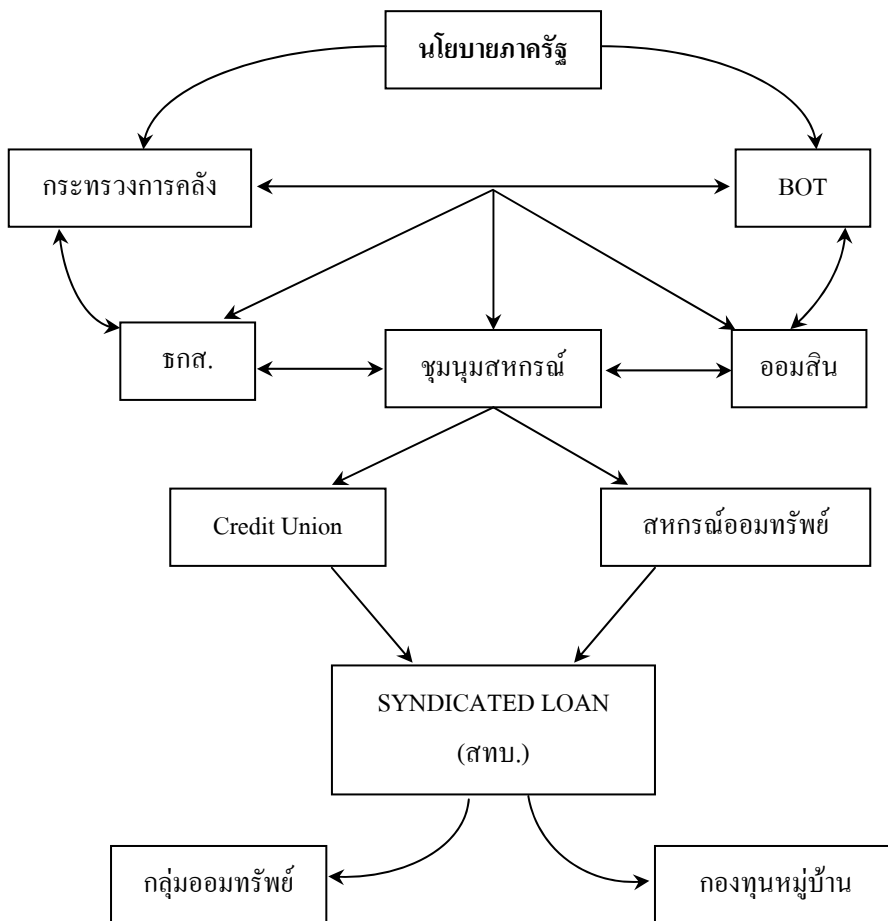 นโยบายภาครัฐ
กระทรวงการคลัง
BOT
ธกส.
ชุมนุมสหกรณ์
ออมสิน
Credit Union
สหกรณ์ออมทรัพย์
SYNDICATED LOAN
(สทบ.)
กลุ่มออมทรัพย์
กองทุนหมู่บ้าน